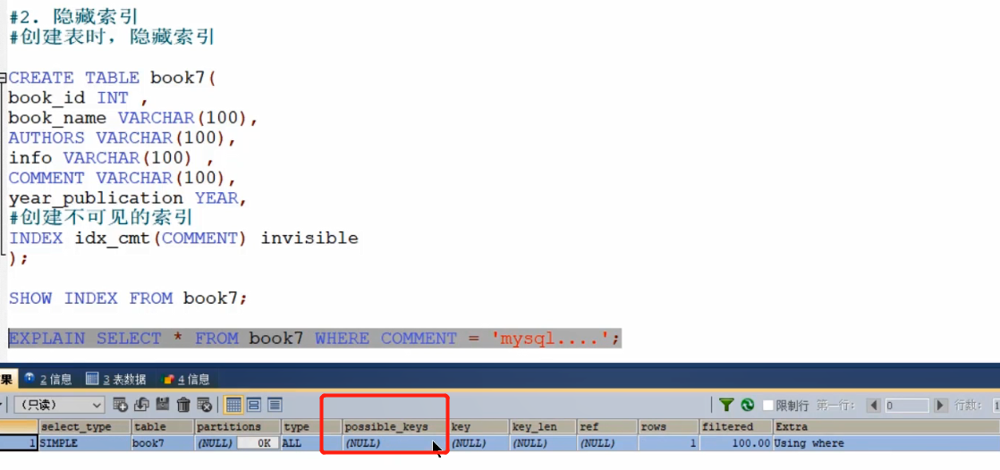 #2. 隐藏索引
#创建表时，隐藏索引
CREATE TABLE book7(
book_id INT ,
book_name VARCHAR(100),
AUTHORS VARCHAR(100),
info VARCHAR(100) ,
COMMENT VARCHAR(100),
year_publication YEAR,
#创建不可见的索引
INDEX idx_cmt(COMMENT) invisible
);
SHOW INDEX FROM book7;
EXPLAIN SELECT * FROM book7 WHERE COMMENT = 'mysql....';
果 2 信息 3 表数据 4 信息
（只读） 限制行 第一行: 0 行数: 1
select_type table partitions type possible_keys key key_len ref rows filtered Extra
1 SIMPLE book7 (NULL) 0K ALL (NULL) (NULL) (NULL) (NULL) 1 100.00 Using where